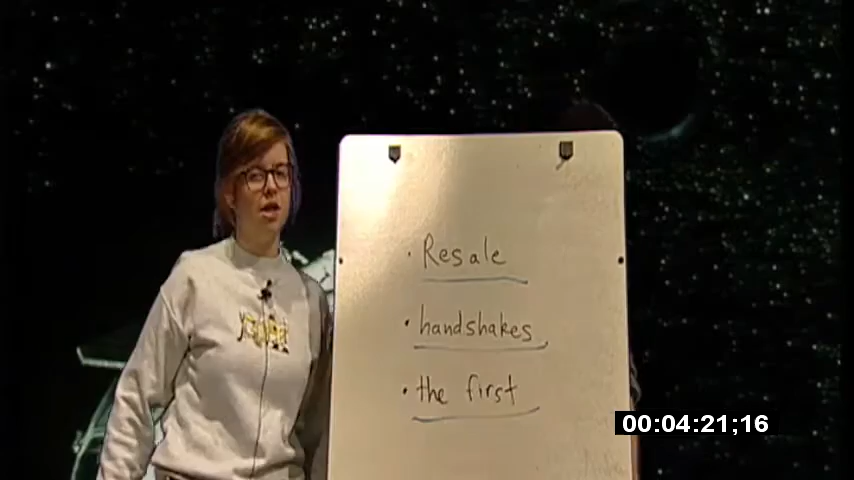 · Resale
· handshakes
· the first
00:04:21;16